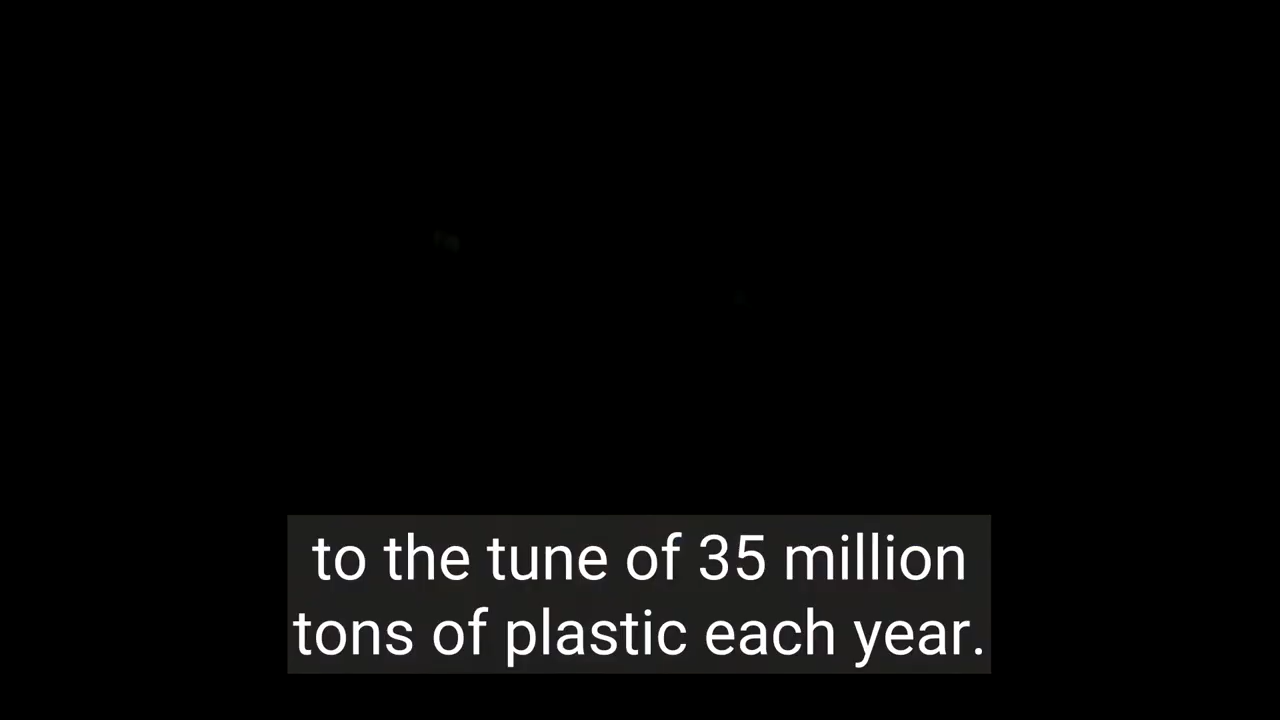 to the tune of 35 million
tons of plastic each year.